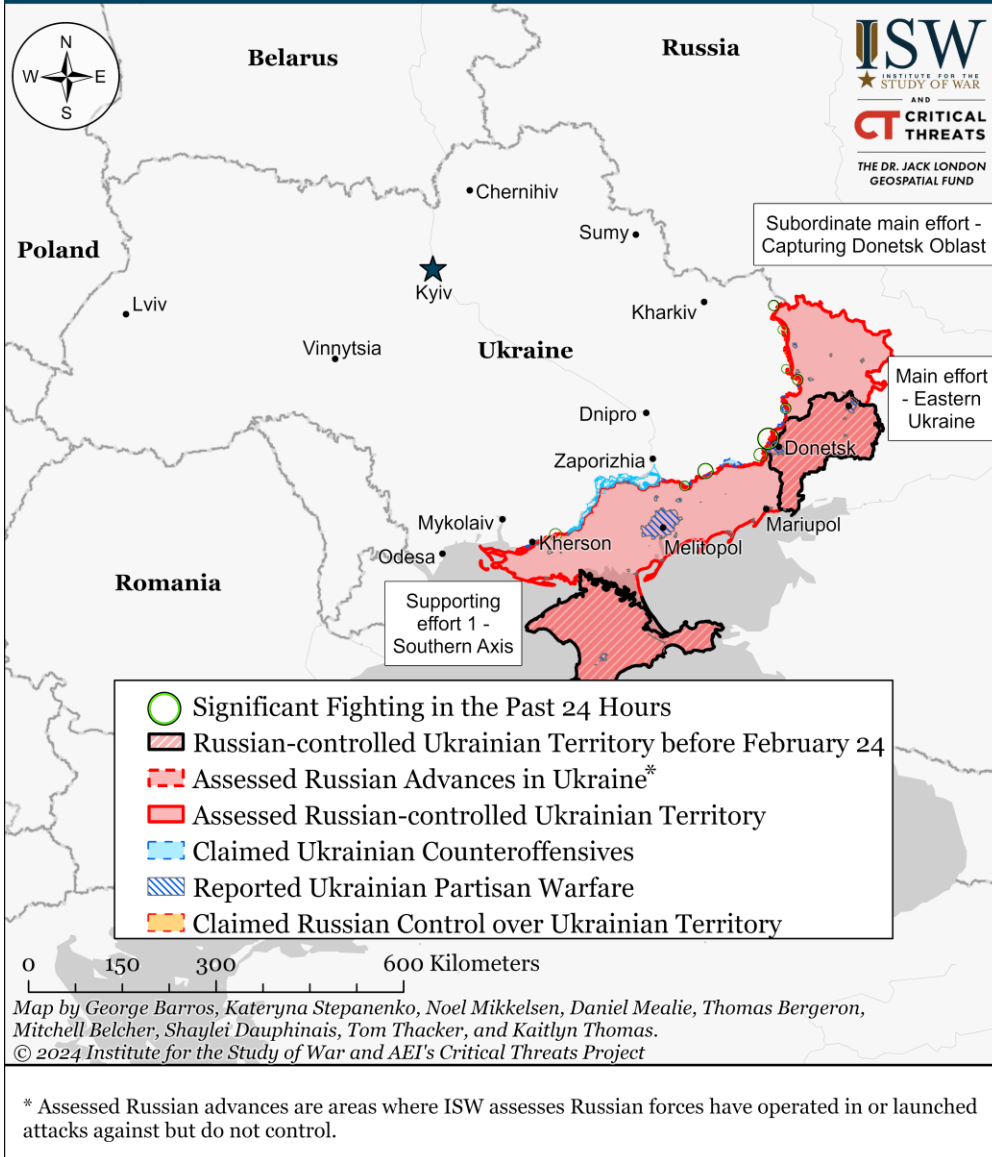 N
W
E
S
Belarus
Russia
ISW
INSTITUTE FOR THE
STUDY OF WAR
AND
CT CRITICAL
THREATS
THE DR. JACK LONDON
GEOSPATIAL FUND
Chernihiv
Sumy
Subordinate main effort -
Capturing Donetsk Oblast
Poland
Kyiv
Lviv
Kharkiv
Vinnytsia
Ukraine
Main effort
- Eastern
Ukraine
Dnipro
Donetsk
Zaporizhia
Mykolaiv
Mariupol
Kherson
Melitopol
Odesa
Romania
Supporting
effort 1 -
Southern Axis
Significant Fighting in the Past 24 Hours
Russian-controlled Ukrainian Territory before February 24
Assessed Russian Advances in Ukraine*
Assessed Russian-controlled Ukrainian Territory
Claimed Ukrainian Counteroffensives
Reported Ukrainian Partisan Warfare
Claimed Russian Control over Ukrainian Territory
0 150 300 600 Kilometers
Map by George Barros, Kateryna Stepanenko, Noel Mikkelsen, Daniel Mealie, Thomas Bergeron,
Mitchell Belcher, Shaylei Dauphinais, Tom Thacker, and Kaitlyn Thomas.
© 2024 Institute for the Study of War and AEI's Critical Threats Project
* Assessed Russian advances are areas where ISW assesses Russian forces have operated in or launched
attacks against but do not control.